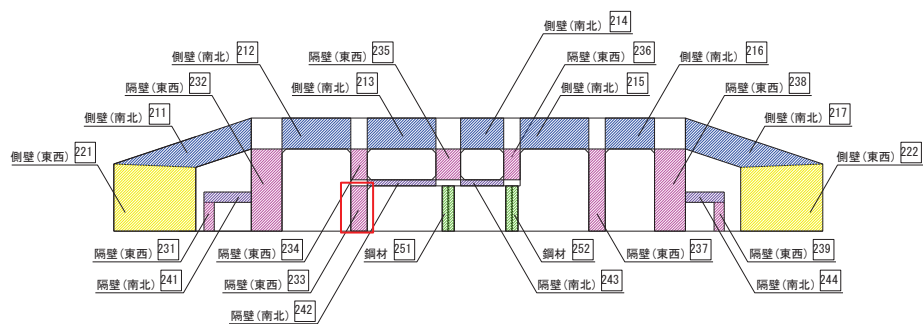 側壁(南北) 214
側壁(南北) 212
隔壁(東西) 235
隔壁(東西) 236
側壁(南北) 216
隔壁(東西) 232
側壁(南北) 213
側壁(南北) 215
隔壁(東西) 238
側壁(南北) 211
側壁(南北) 217
側壁(東西) 221
側壁(東西) 222
隔壁(東西) 231
隔壁(東西) 234
鋼材 251
鋼材 252
隔壁(東西) 237
隔壁(東西) 239
隔壁(南北) 241
隔壁(東西) 233
隔壁(南北) 243
隔壁(南北) 244
隔壁(南北) 242